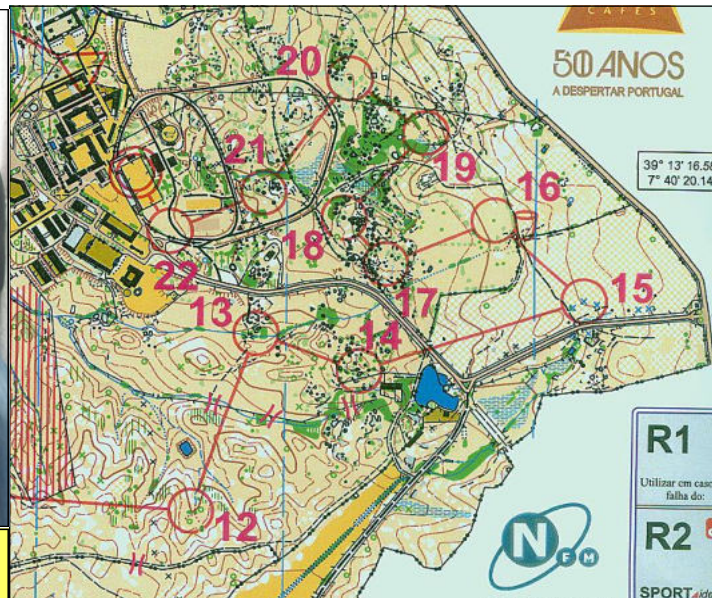 CAFÉS
50 ANOS
A DESPERTAR PORTUGAL
20
39° 13' 16.58
7° 40' 20.14
21
19
16
18
22
17
15
13
14
12
R1
Utilizar em caso
falha do:
R2
N
F M
SPORT ide